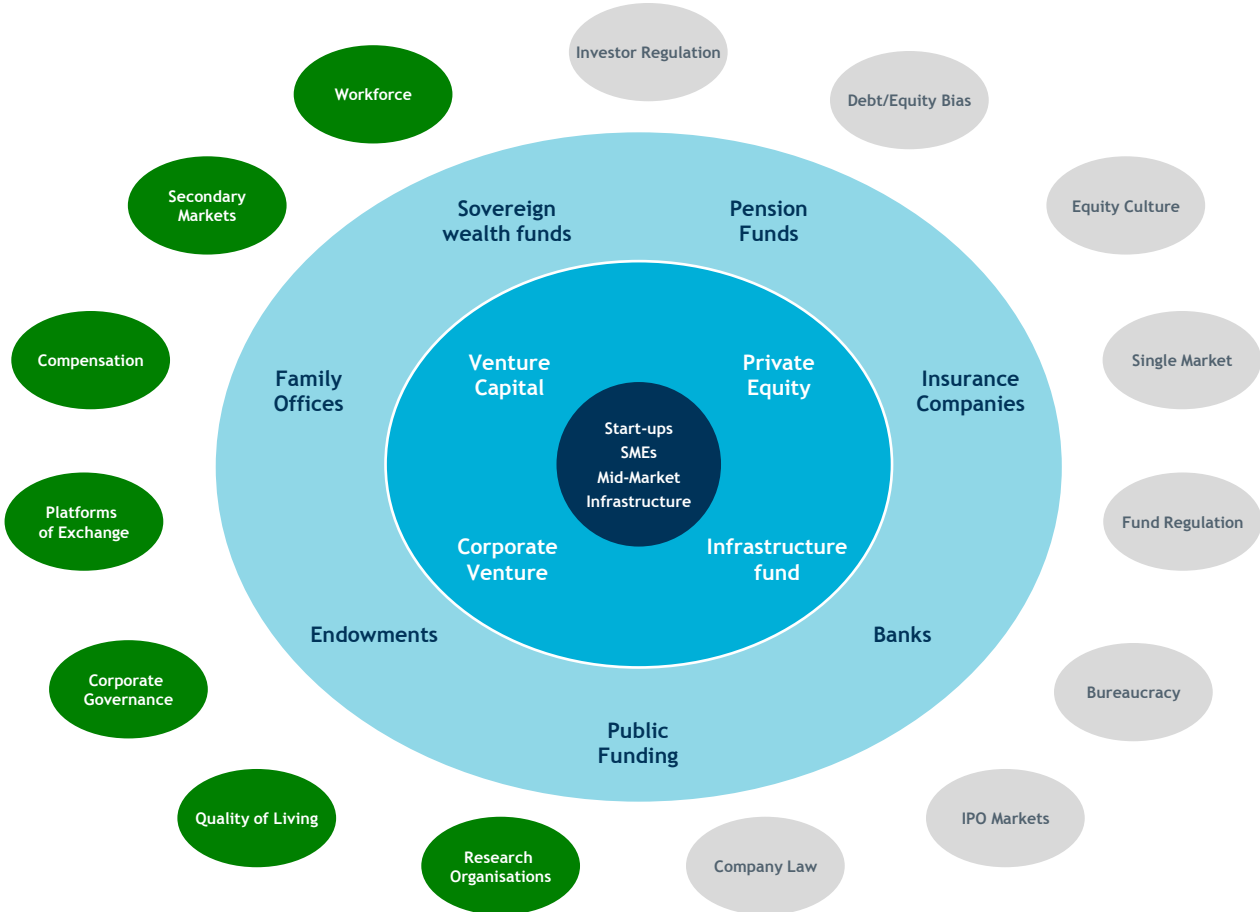 Investor Regulation
Workforce
Debt/Equity Bias
Secondary
Markets
Equity Culture
Sovereign
wealth funds
Pension
Funds
Compensation
Family
Offices
Venture
Capital
Private
Equity
Insurance
Companies
Single Market
Start-ups
SMEs
Mid-Market
Infrastructure
Platforms
of Exchange
Corporate
Venture
Infrastructure
fund
Fund Regulation
Endowments
Banks
Corporate
Governance
Bureaucracy
Public
Funding
Quality of Living
IPO Markets
Research
Organisations
Company Law